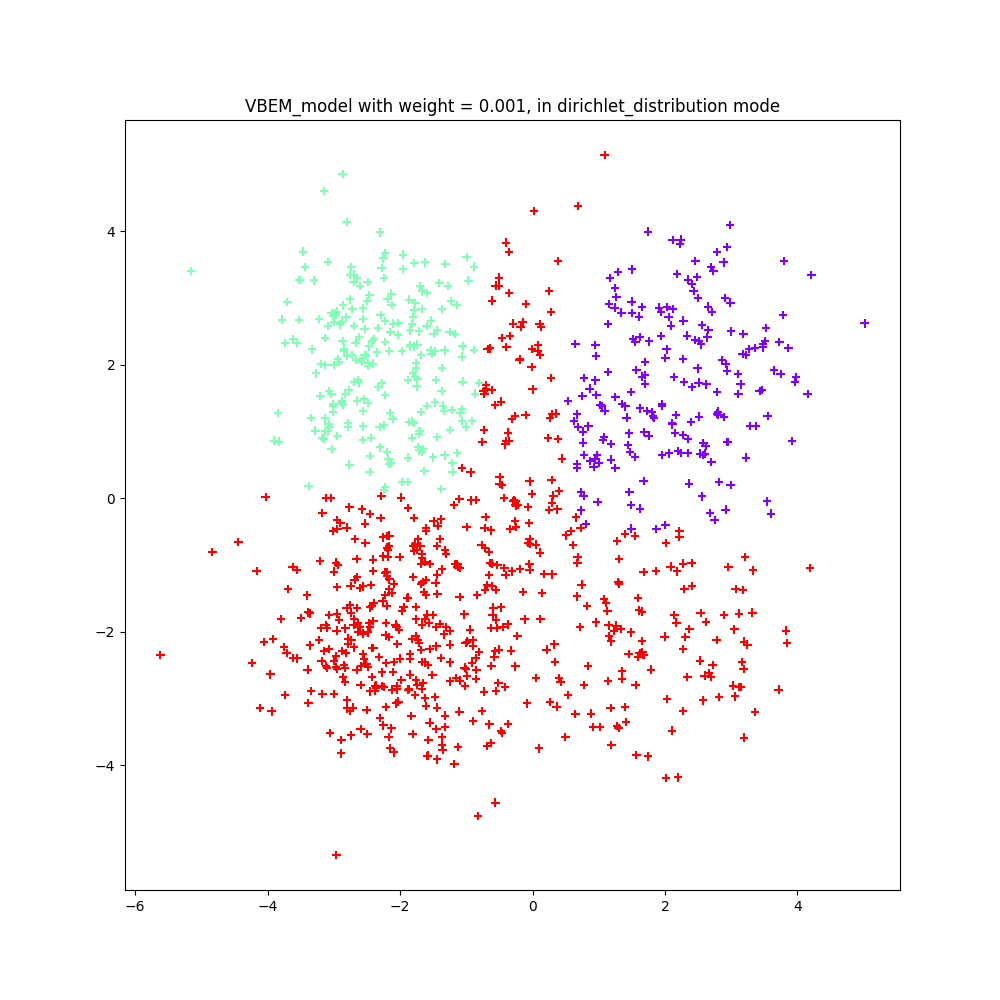 VBEM_model with weight = 0.001, in dirichlet_distribution mode
4
2
0
−2
−4
−6 −4 −2 0 2 4